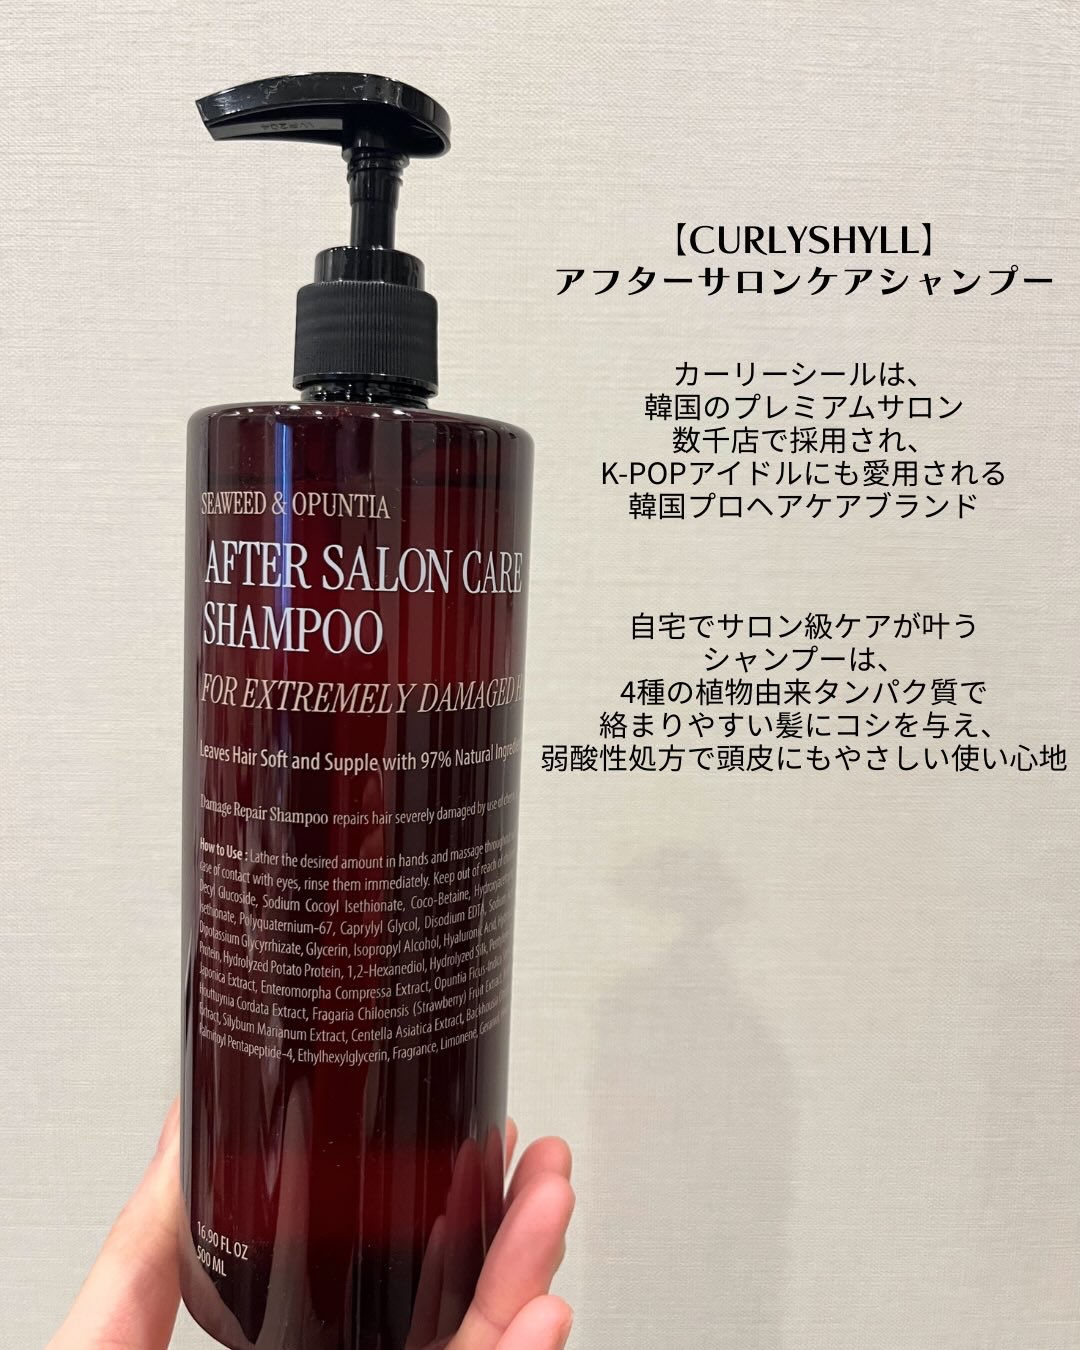 【CURLYSHYLL】
アフターサロンケアシャンプー
カーリーシールは、
韓国のプレミアムサロン
数千店で採用され、
K-POPアイドルにも愛用される
韓国プロヘアケアブランド
自宅でサロン級ケアが叶う
シャンプーは、
4種の植物由来タンパク質で
絡まりやすい髪にコシを与え、
弱酸性処方で頭皮にもやさしい使い心地
SEAWEED & OPUNTIA
AFTER SALON CARE
SHAMPOO
FOR EXTREMELY DAMAGED
Leaves Hair Soft and Supple with 97% Natural
Damage Repair Shampoo repairs hair severely damaged by use of
How to Use : Lather the desired amount in hands and massage
case of contact with eyes, rinse them immediately. Keep out of reach of
Decyl Glucoside, Sodium Cocoyl Isethionate, Coco-Betaine,
Isethionate, Polyquaternium-67, Caprylyl Glycol, Disodium EDTA,
Dipotassium Glycyrrhizate, Glycerin, Isopropyl Alcohol, Hyaluronic Acid,
Protein, Hydrolyzed Potato Protein, 1,2-Hexanediol, Hydrolyzed Silk,
Japonica Extract, Enteromorpha Compressa Extract, Opuntia Ficus-Indica
Houttuynia Cordata Extract, Fragaria Chiloensis (Strawberry) Fruit Extract,
Extract, Silybum Marianum Extract, Centella Asiatica Extract, Backhousia
Palmitoyl Pentapeptide-4, Ethylhexylglycerin, Fragrance, Limonene,
16.90 FL OZ
500 ML